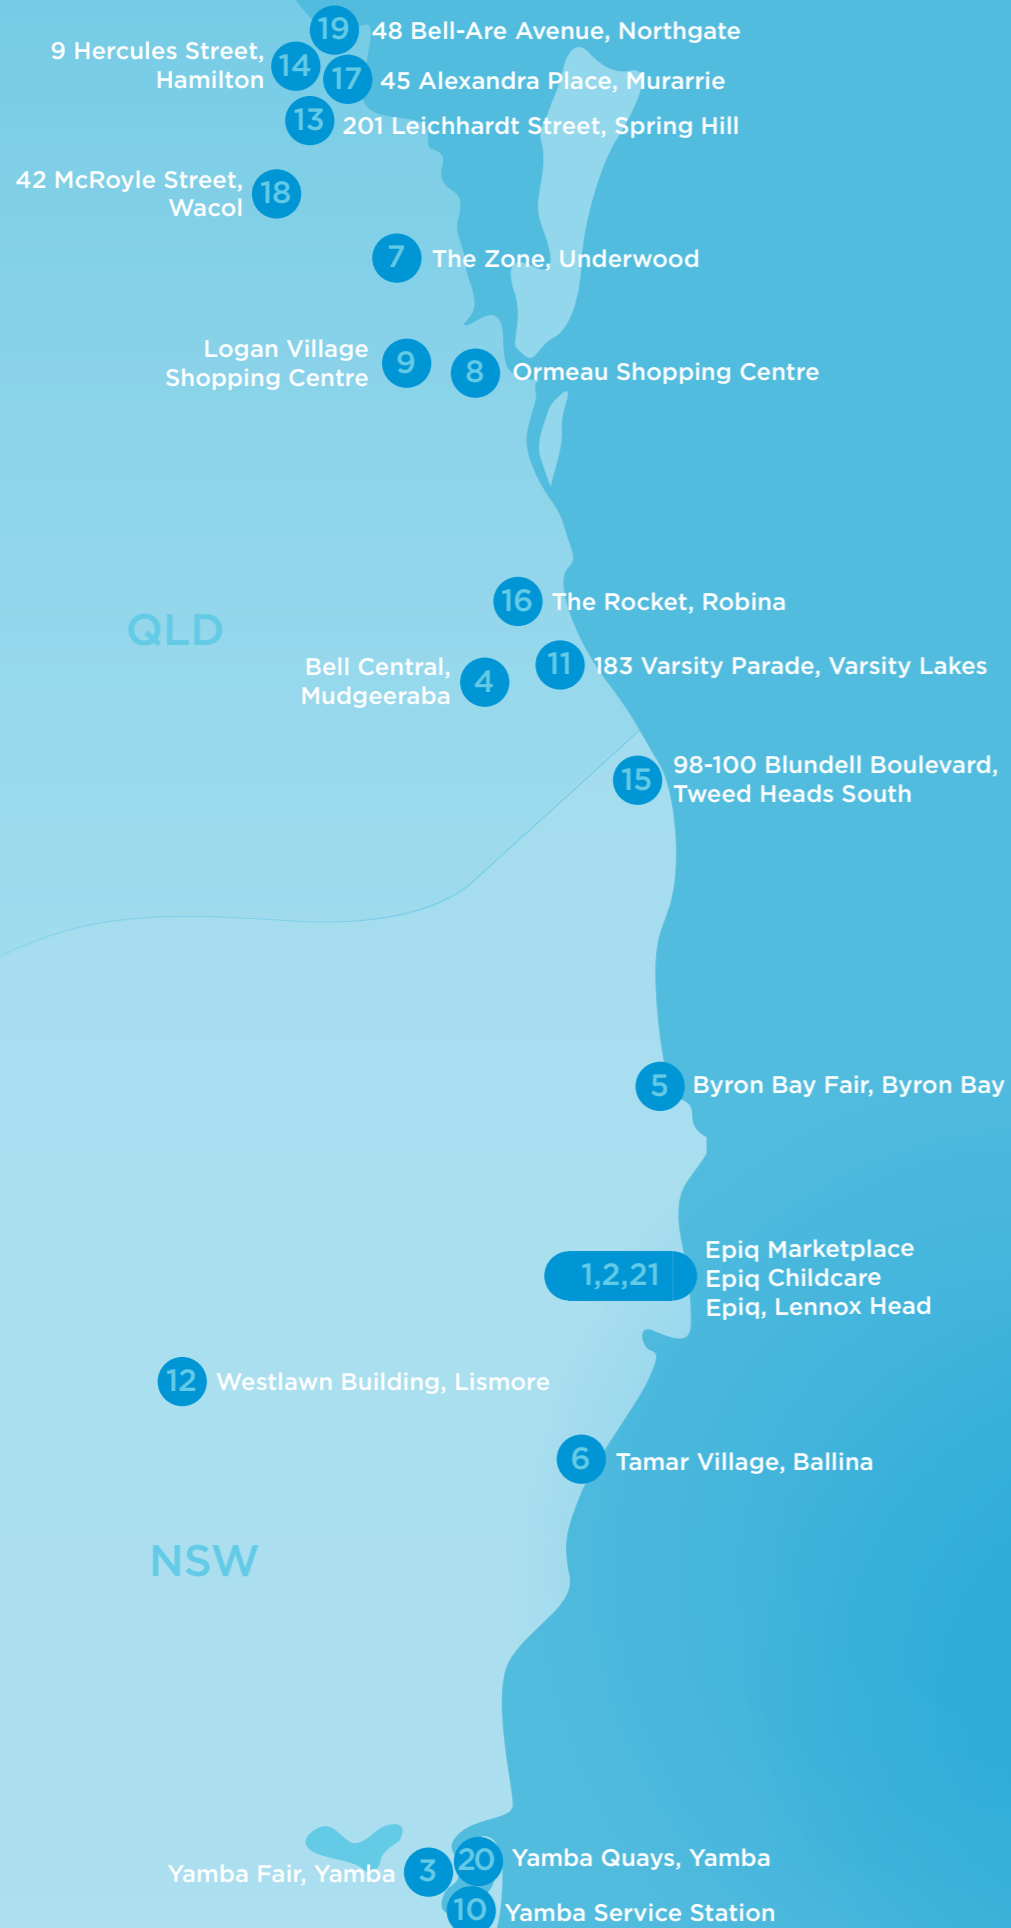 19
48 Bell-Are Avenue, Northgate
9 Hercules Street,
Hamilton
14
17
45 Alexandra Place, Murarrie
13
201 Leichhardt Street, Spring Hill
42 McRoyle Street,
Wacol
18
7
The Zone, Underwood
Logan Village
Shopping Centre
9
8
Ormeau Shopping Centre
16
The Rocket, Robina
QLD
Bell Central,
Mudgeeraba
4
11
183 Varsity Parade, Varsity Lakes
15
98-100 Blundell Boulevard,
Tweed Heads South
5
Byron Bay Fair, Byron Bay
1,2,21
Epiq Marketplace
Epiq Childcare
Epiq, Lennox Head
12
Westlawn Building, Lismore
6
Tamar Village, Ballina
NSW
Yamba Fair, Yamba
3
20
Yamba Quays, Yamba
10
Yamba Service Station